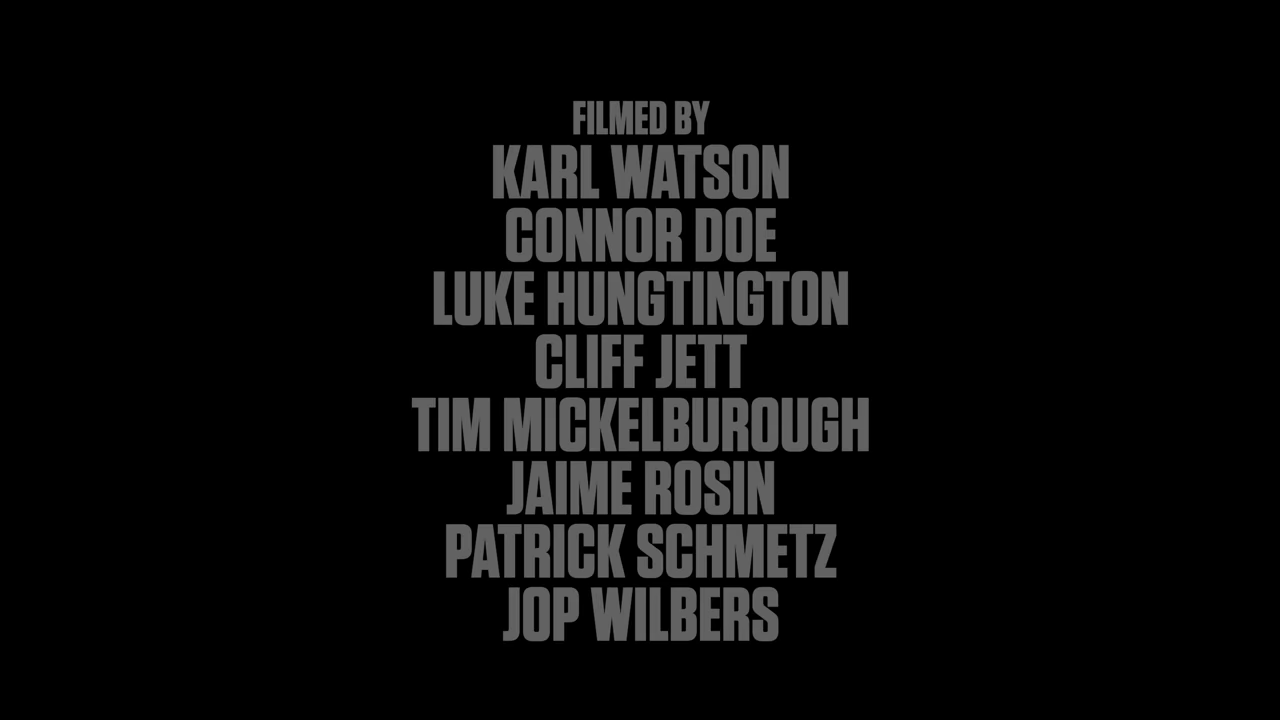 FILMED BY
KARL WATSON
CONNOR DOE
LUKE HUNGTINGTON
CLIFF JETT
TIM MICKELBUROUGH
JAIME ROSIN
PATRICK SCHMETZ
JOP WILBERS